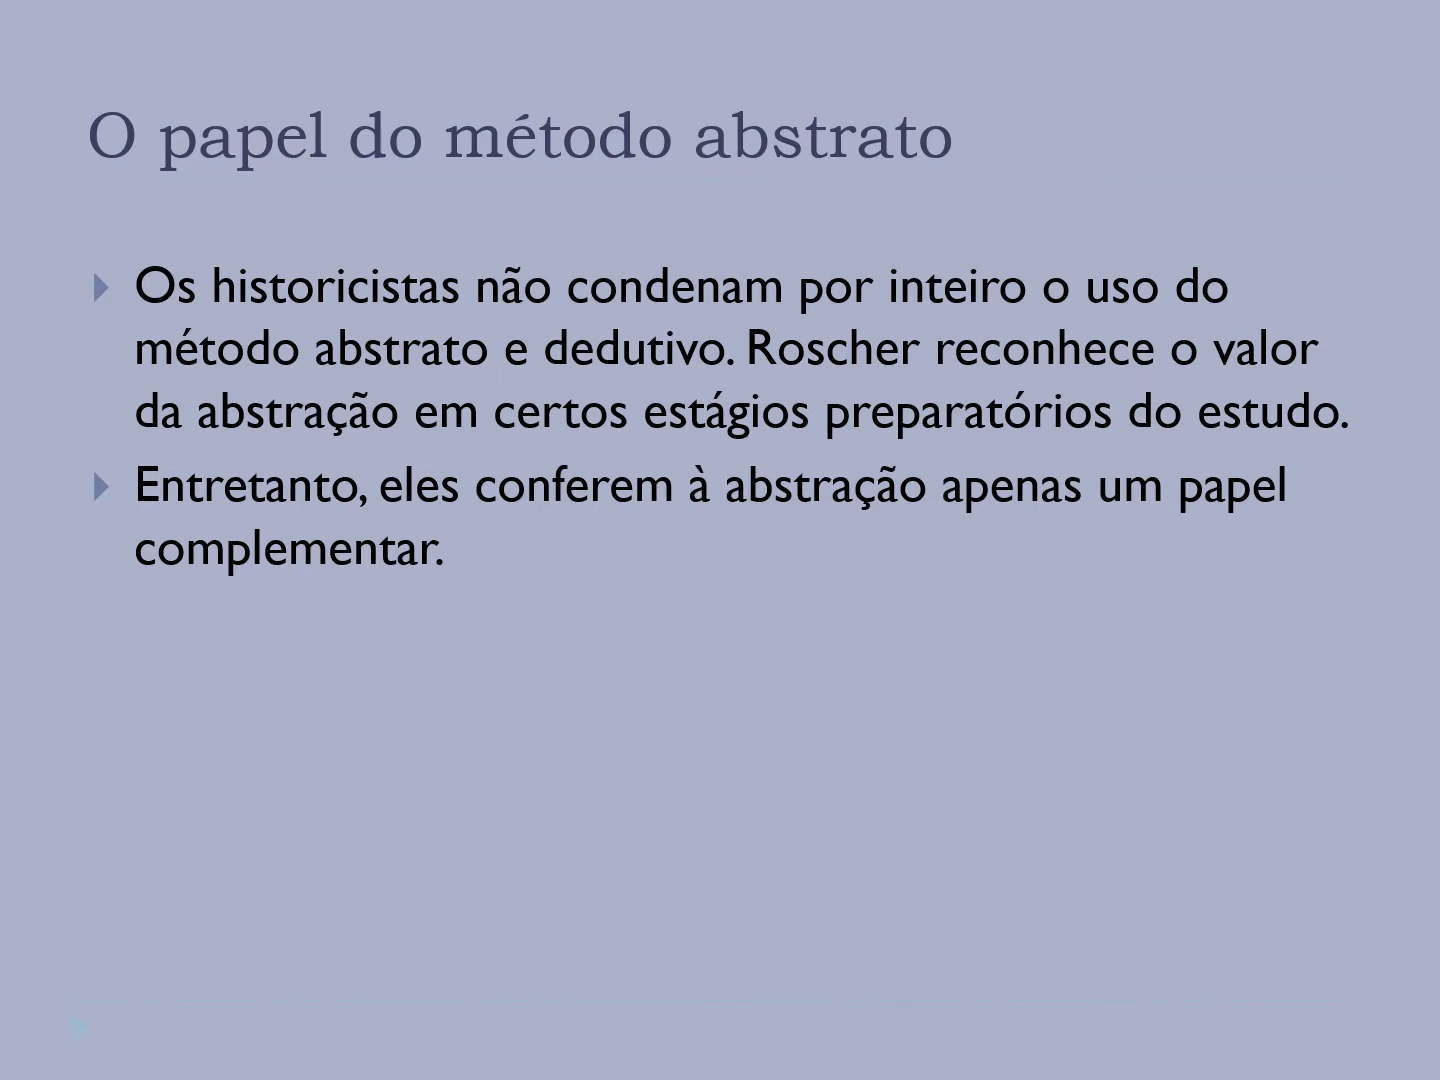 O papel do método abstrato
Os historicistas não condenam por inteiro o uso do
método abstrato e dedutivo. Roscher reconhece o valor
da abstração em certos estágios preparatórios do estudo.
Entretanto, eles conferem à abstração apenas um papel
complementar.